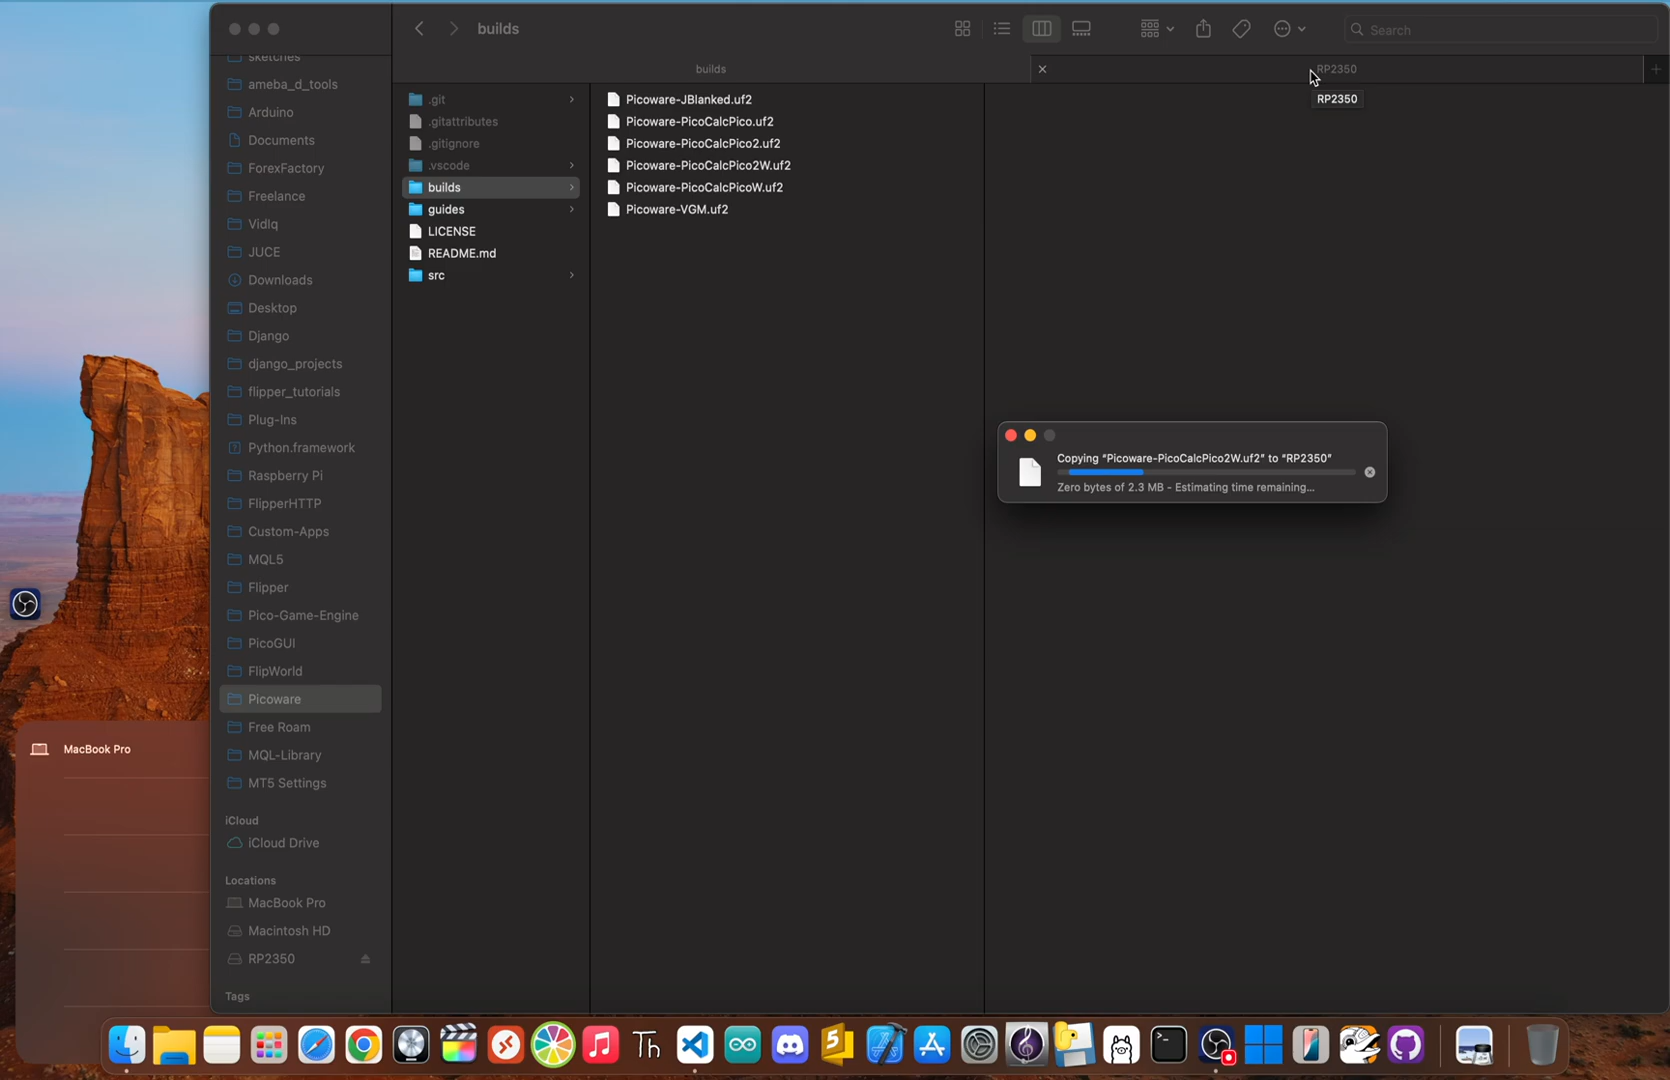 builds
Search
builds
RP2350
RP2350
sketches
ameba_d_tools
Arduino
Documents
ForexFactory
Freelance
VidIq
JUCE
Downloads
Desktop
Django
django_projects
flipper_tutorials
Plug-Ins
Python.framework
Raspberry Pi
FlipperHTTP
Custom-Apps
MQL5
Flipper
Pico-Game-Engine
PicoGUI
FlipWorld
Picoware
Free Roam
MQL-Library
MT5 Settings
iCloud
iCloud Drive
Locations
MacBook Pro
Macintosh HD
RP2350
Tags
.git
.gitattributes
.gitignore
.vscode
builds
guides
LICENSE
README.md
src
Picoware-JBlanked.uf2
Picoware-PicoCalcPico.uf2
Picoware-PicoCalcPico2.uf2
Picoware-PicoCalcPico2W.uf2
Picoware-PicoCalcPicoW.uf2
Picoware-VGM.uf2
Copying "Picoware-PicoCalcPico2W.uf2" to "RP2350"
Zero bytes of 2.3 MB - Estimating time remaining...
MacBook Pro
Th
S